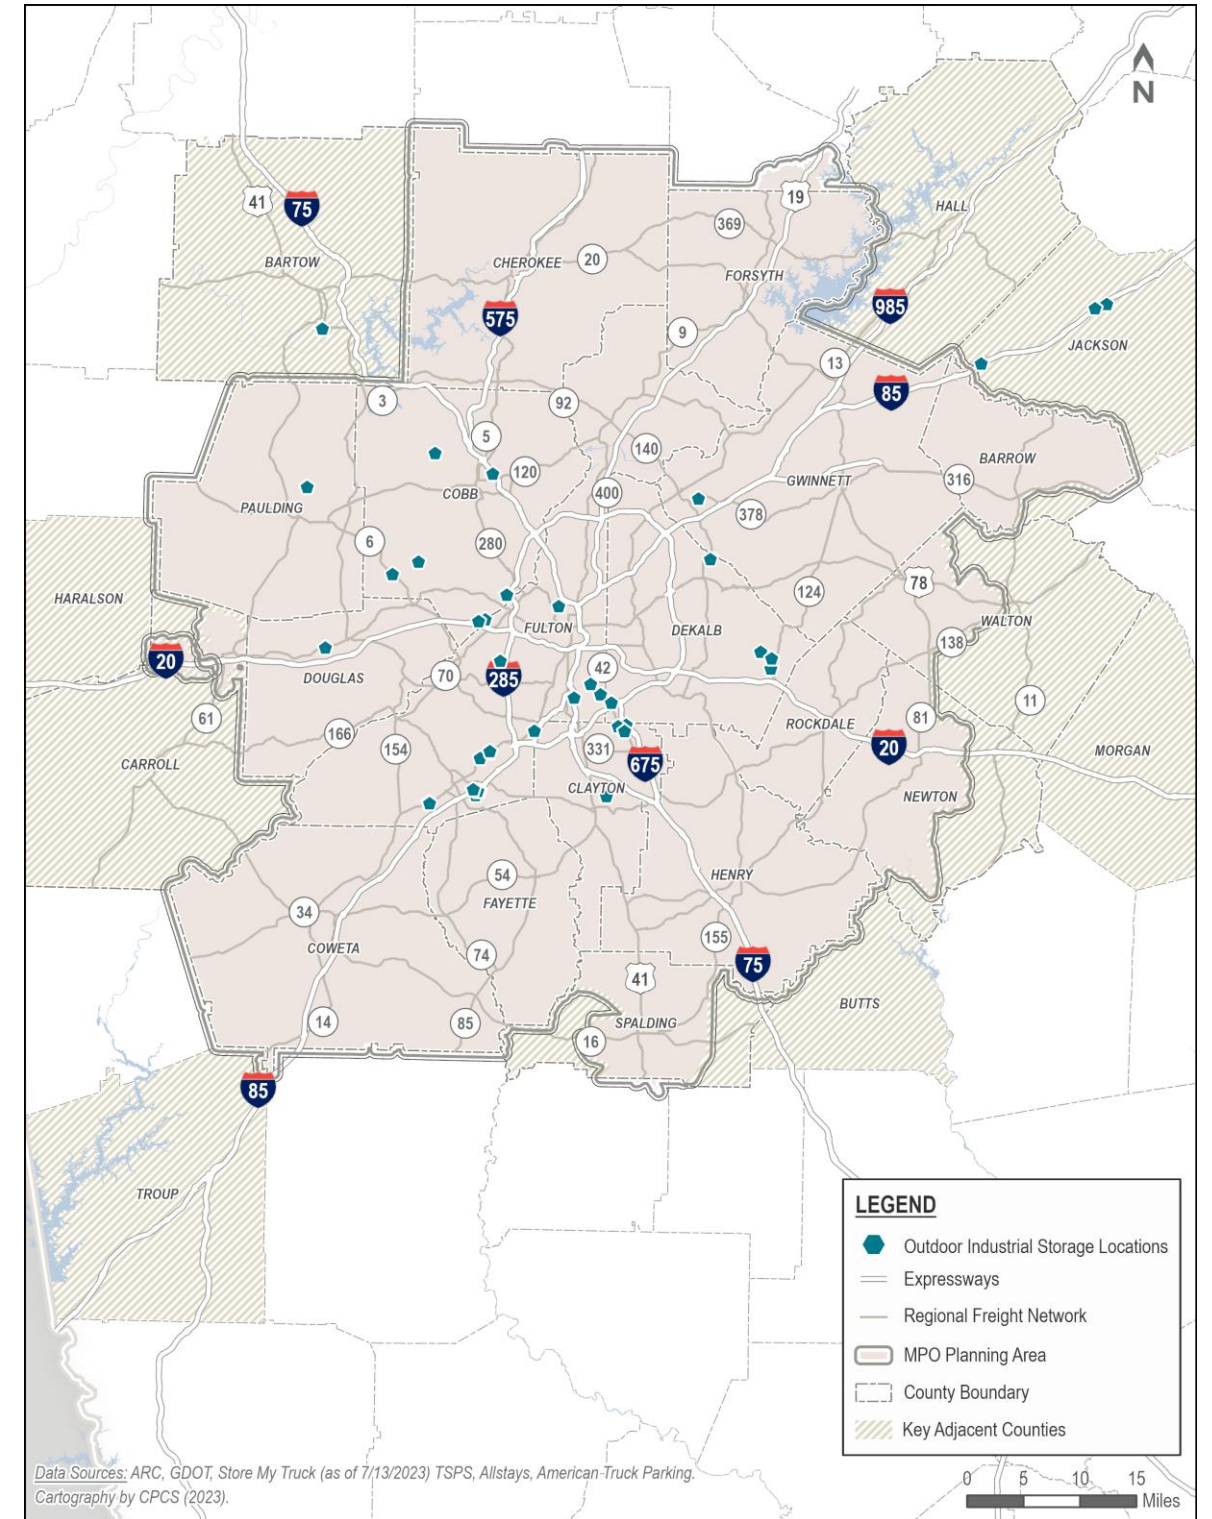 N
19
HALL
41
75
369
BARTOW
CHEROKEE
20
FORSYTH
985
575
9
JACKSON
13
85
3
92
5
140
BARRON
120
COBB
400
GWINNETT
316
PAULDING
378
6
280
78
HARALSON
124
WALTON
FULTON
DEKALB
138
20
42
DOUGLAS
70
285
11
61
81
ROCKDALE
166
154
331
20
MORGAN
CARROLL
675
CLAYTON
NEWTON
HENRY
54
FAYETTE
34
COWETA
155
74
75
41
BUTTS
14
85
SPALDING
16
85
TROUP
LEGEND
Outdoor Industrial Storage Locations
Expressways
Regional Freight Network
MPO Planning Area
County Boundary
Key Adjacent Counties
Data Sources: ARC, GDOT, Store My Truck (as of 7/13/2023) TSPS, Allstays, American Truck Parking.
Cartography by CPCS (2023).
0 5 10 15
Miles